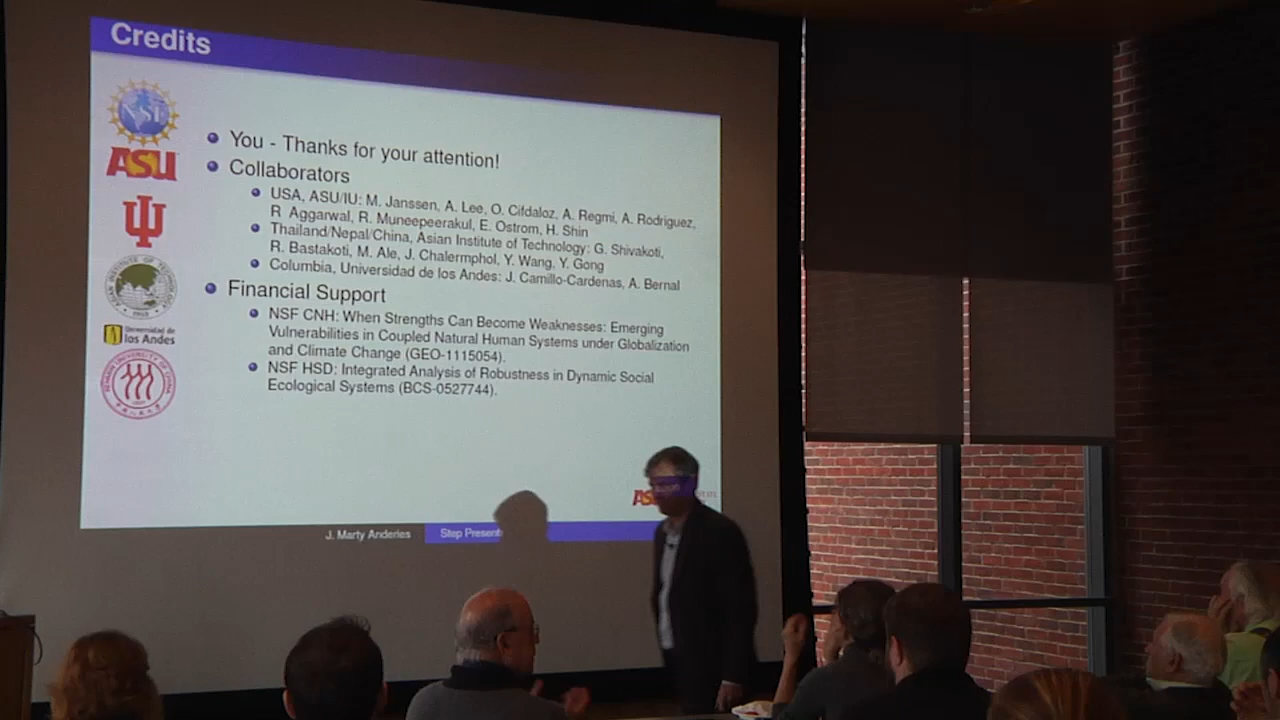 Credits
NSF
ASU
You - Thanks for your attention!
Collaborators
USA, ASU/IU: M. Janssen, A. Lee, O. Cifdaloz, A. Regmi, A. Rodriguez,
R Aggarwal, R. Muneepeerakul, E. Ostrom, H. Shin
Thailand/Nepal/China, Asian Institute of Technology: G. Shivakoti,
R. Bastakoti, M. Ale, J. Chalermphol, Y. Wang, Y. Gong
Columbia, Universidad de los Andes: J. Camillo-Cardenas, A. Bernal
Universidad de
los Andes
Financial Support
NSF CNH: When Strengths Can Become Weaknesses: Emerging
Vulnerabilities in Coupled Natural Human Systems under Globalization
and Climate Change (GEO-1115054).
NSF HSD: Integrated Analysis of Robustness in Dynamic Social
Ecological Systems (BCS-0527744).
J. Marty Anderies
Step Present